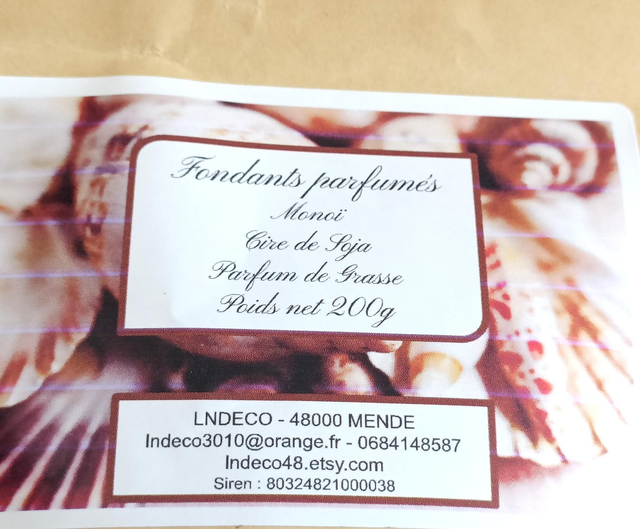 Fondants parfumés
Monoï
Cire de Soja
Parfum de Grasse
Poids net 200g
LNDECO - 48000 MENDE
lndeco3010@orange.fr - 0684148587
lndeco48.etsy.com
Siren : 80324821000038